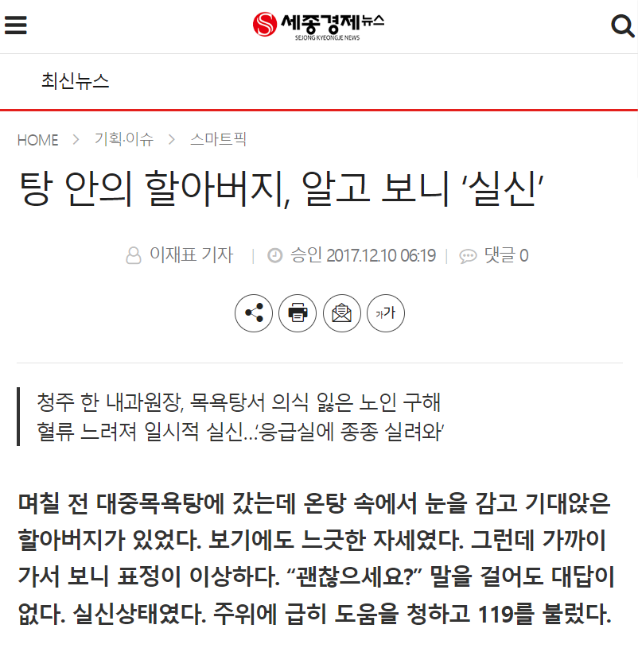 세종경제뉴스
SEJONG KYEONGJE NEWS
최신뉴스
HOME > 기획·이슈 > 스마트픽
탕 안의 할아버지, 알고 보니 ‘실신’
이재표 기자 | 승인 2017.12.10 06:19 | 댓글 0
가가
청주 한 내과원장, 목욕탕서 의식 잃은 노인 구해
혈류 느려져 일시적 실신…‘응급실에 종종 실려와’
며칠 전 대중목욕탕에 갔는데 온탕 속에서 눈을 감고 기대앉은
할아버지가 있었다. 보기에도 느긋한 자세였다. 그런데 가까이
가서 보니 표정이 이상하다. “괜찮으세요?” 말을 걸어도 대답이
없다. 실신상태였다. 주위에 급히 도움을 청하고 119를 불렀다.